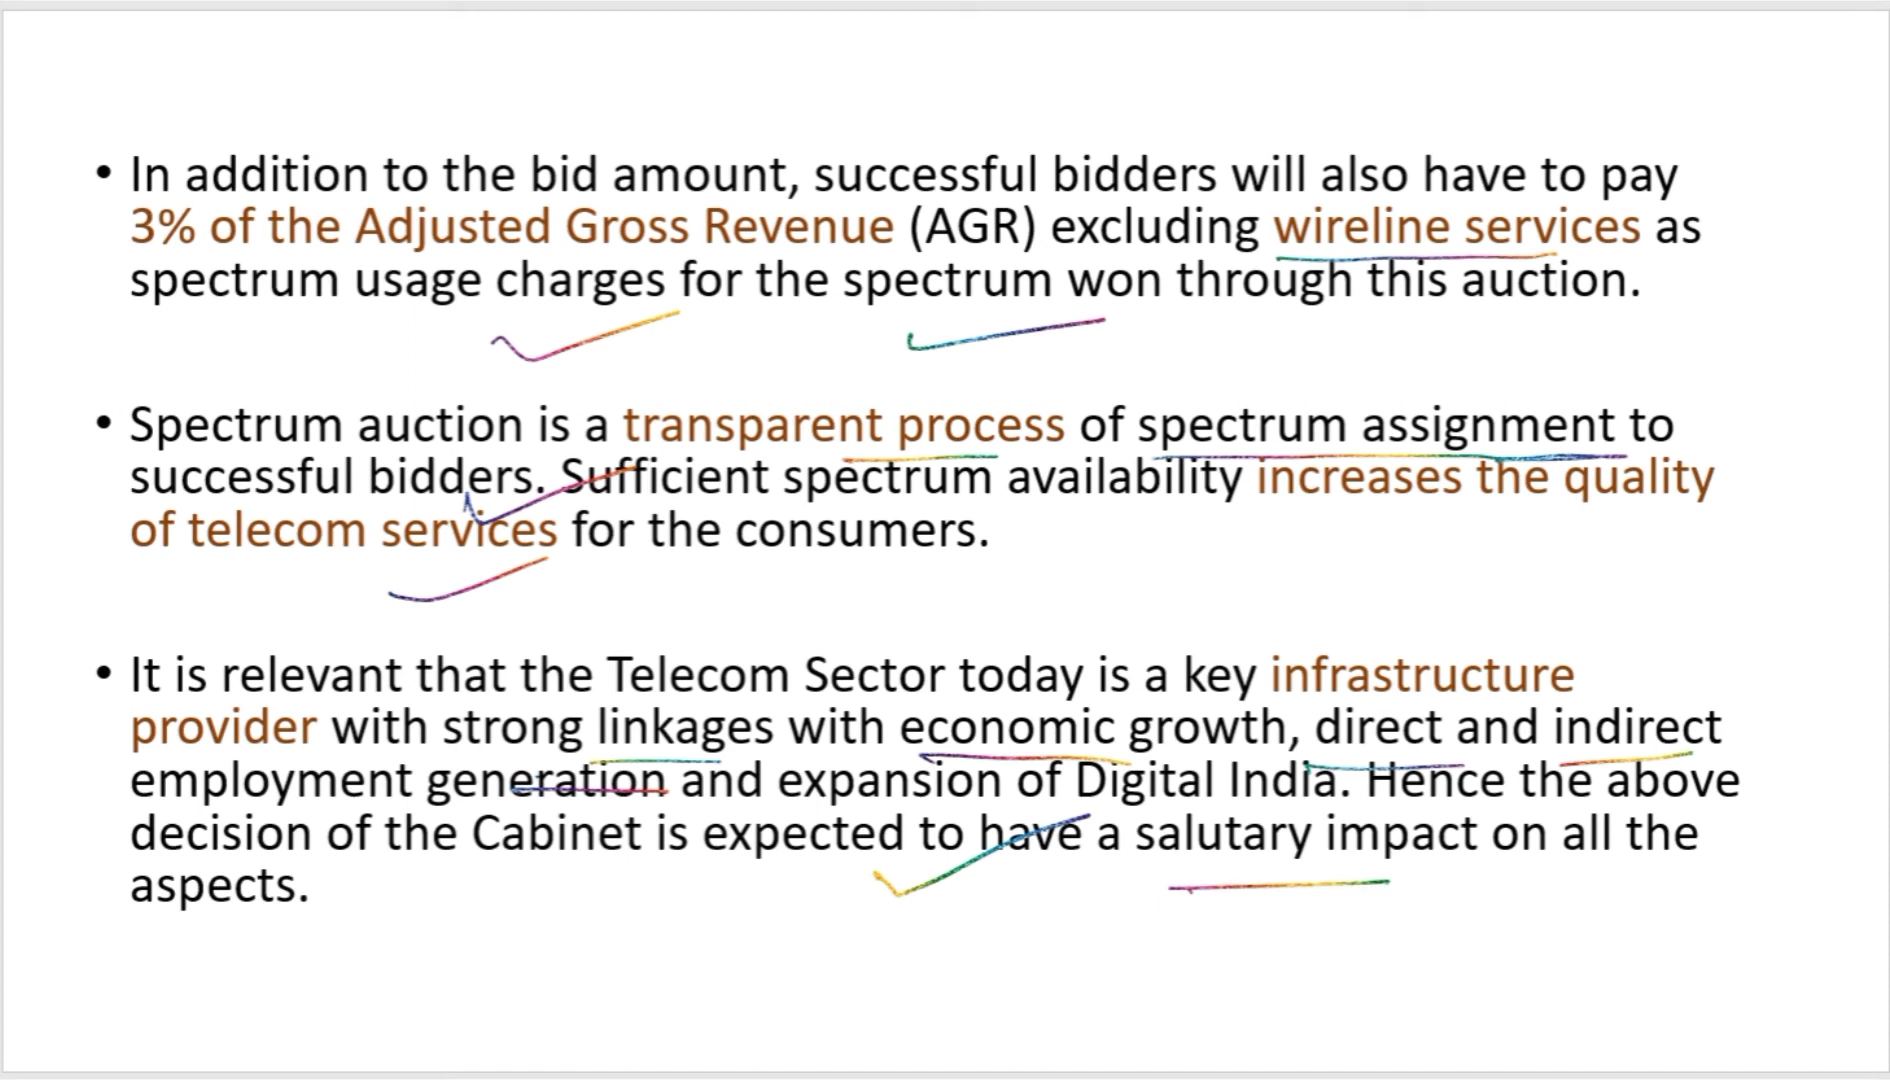 • In addition to the bid amount, successful bidders will also have to pay
3% of the Adjusted Gross Revenue (AGR) excluding wireline services as
spectrum usage charges for the spectrum won through this auction.
• Spectrum auction is a transparent process of spectrum assignment to
successful bidders. Sufficient spectrum availability increases the quality
of telecom services for the consumers.
• It is relevant that the Telecom Sector today is a key infrastructure
provider with strong linkages with economic growth, direct and indirect
employment generation and expansion of Digital India. Hence the above
decision of the Cabinet is expected to have a salutary impact on all the
aspects.